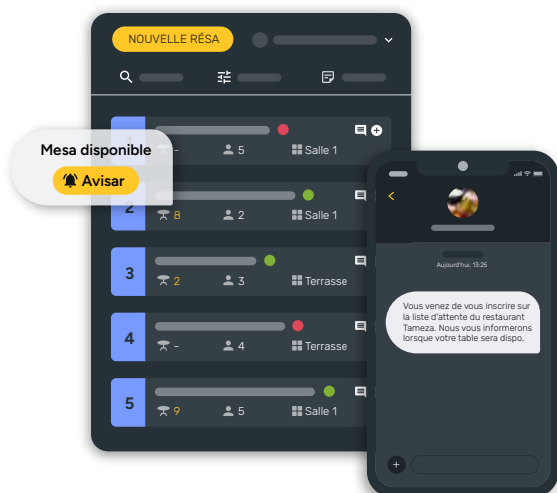 NOUVELLE RÉSA
- 5 Salle 1
Mesa disponible
Avisar
2 8 2 Salle 1
3 2 3 Terrasse
4 - 4 Terrasse
5 9 5 Salle 1
Aujourd'hui, 13:25
Vous venez de vous inscrire sur
la liste d'attente du restaurant
Tameza. Nous vous informerons
lorsque votre table sera dispo.